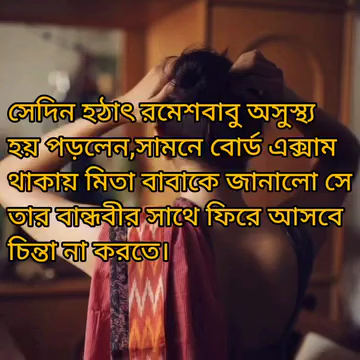 সেদিন হঠাৎ রমেশবাবু অসুস্থ্য
হয় পড়লেন,সামনে বোর্ড এক্সাম
থাকায় মিতা বাবাকে জানালো সে
তার বান্ধবীর সাথে ফিরে আসবে
চিন্তা না করতে।